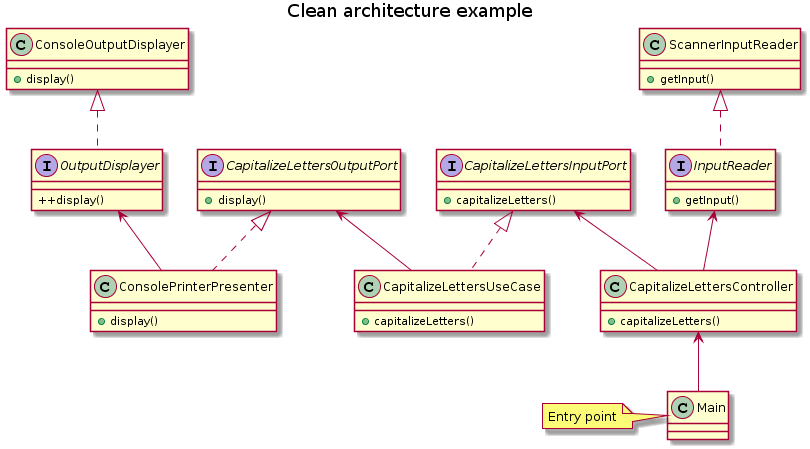 Clean architecture example
C ConsoleOutputDisplayer
display()
C ScannerInputReader
getInput()
I OutputDisplayer
++display()
I CapitalizeLettersOutputPort
display()
I CapitalizeLettersInputPort
capitalizeLetters()
I InputReader
getInput()
C ConsolePrinterPresenter
display()
C CapitalizeLettersUseCase
capitalizeLetters()
C CapitalizeLettersController
capitalizeLetters()
Entry point
C Main